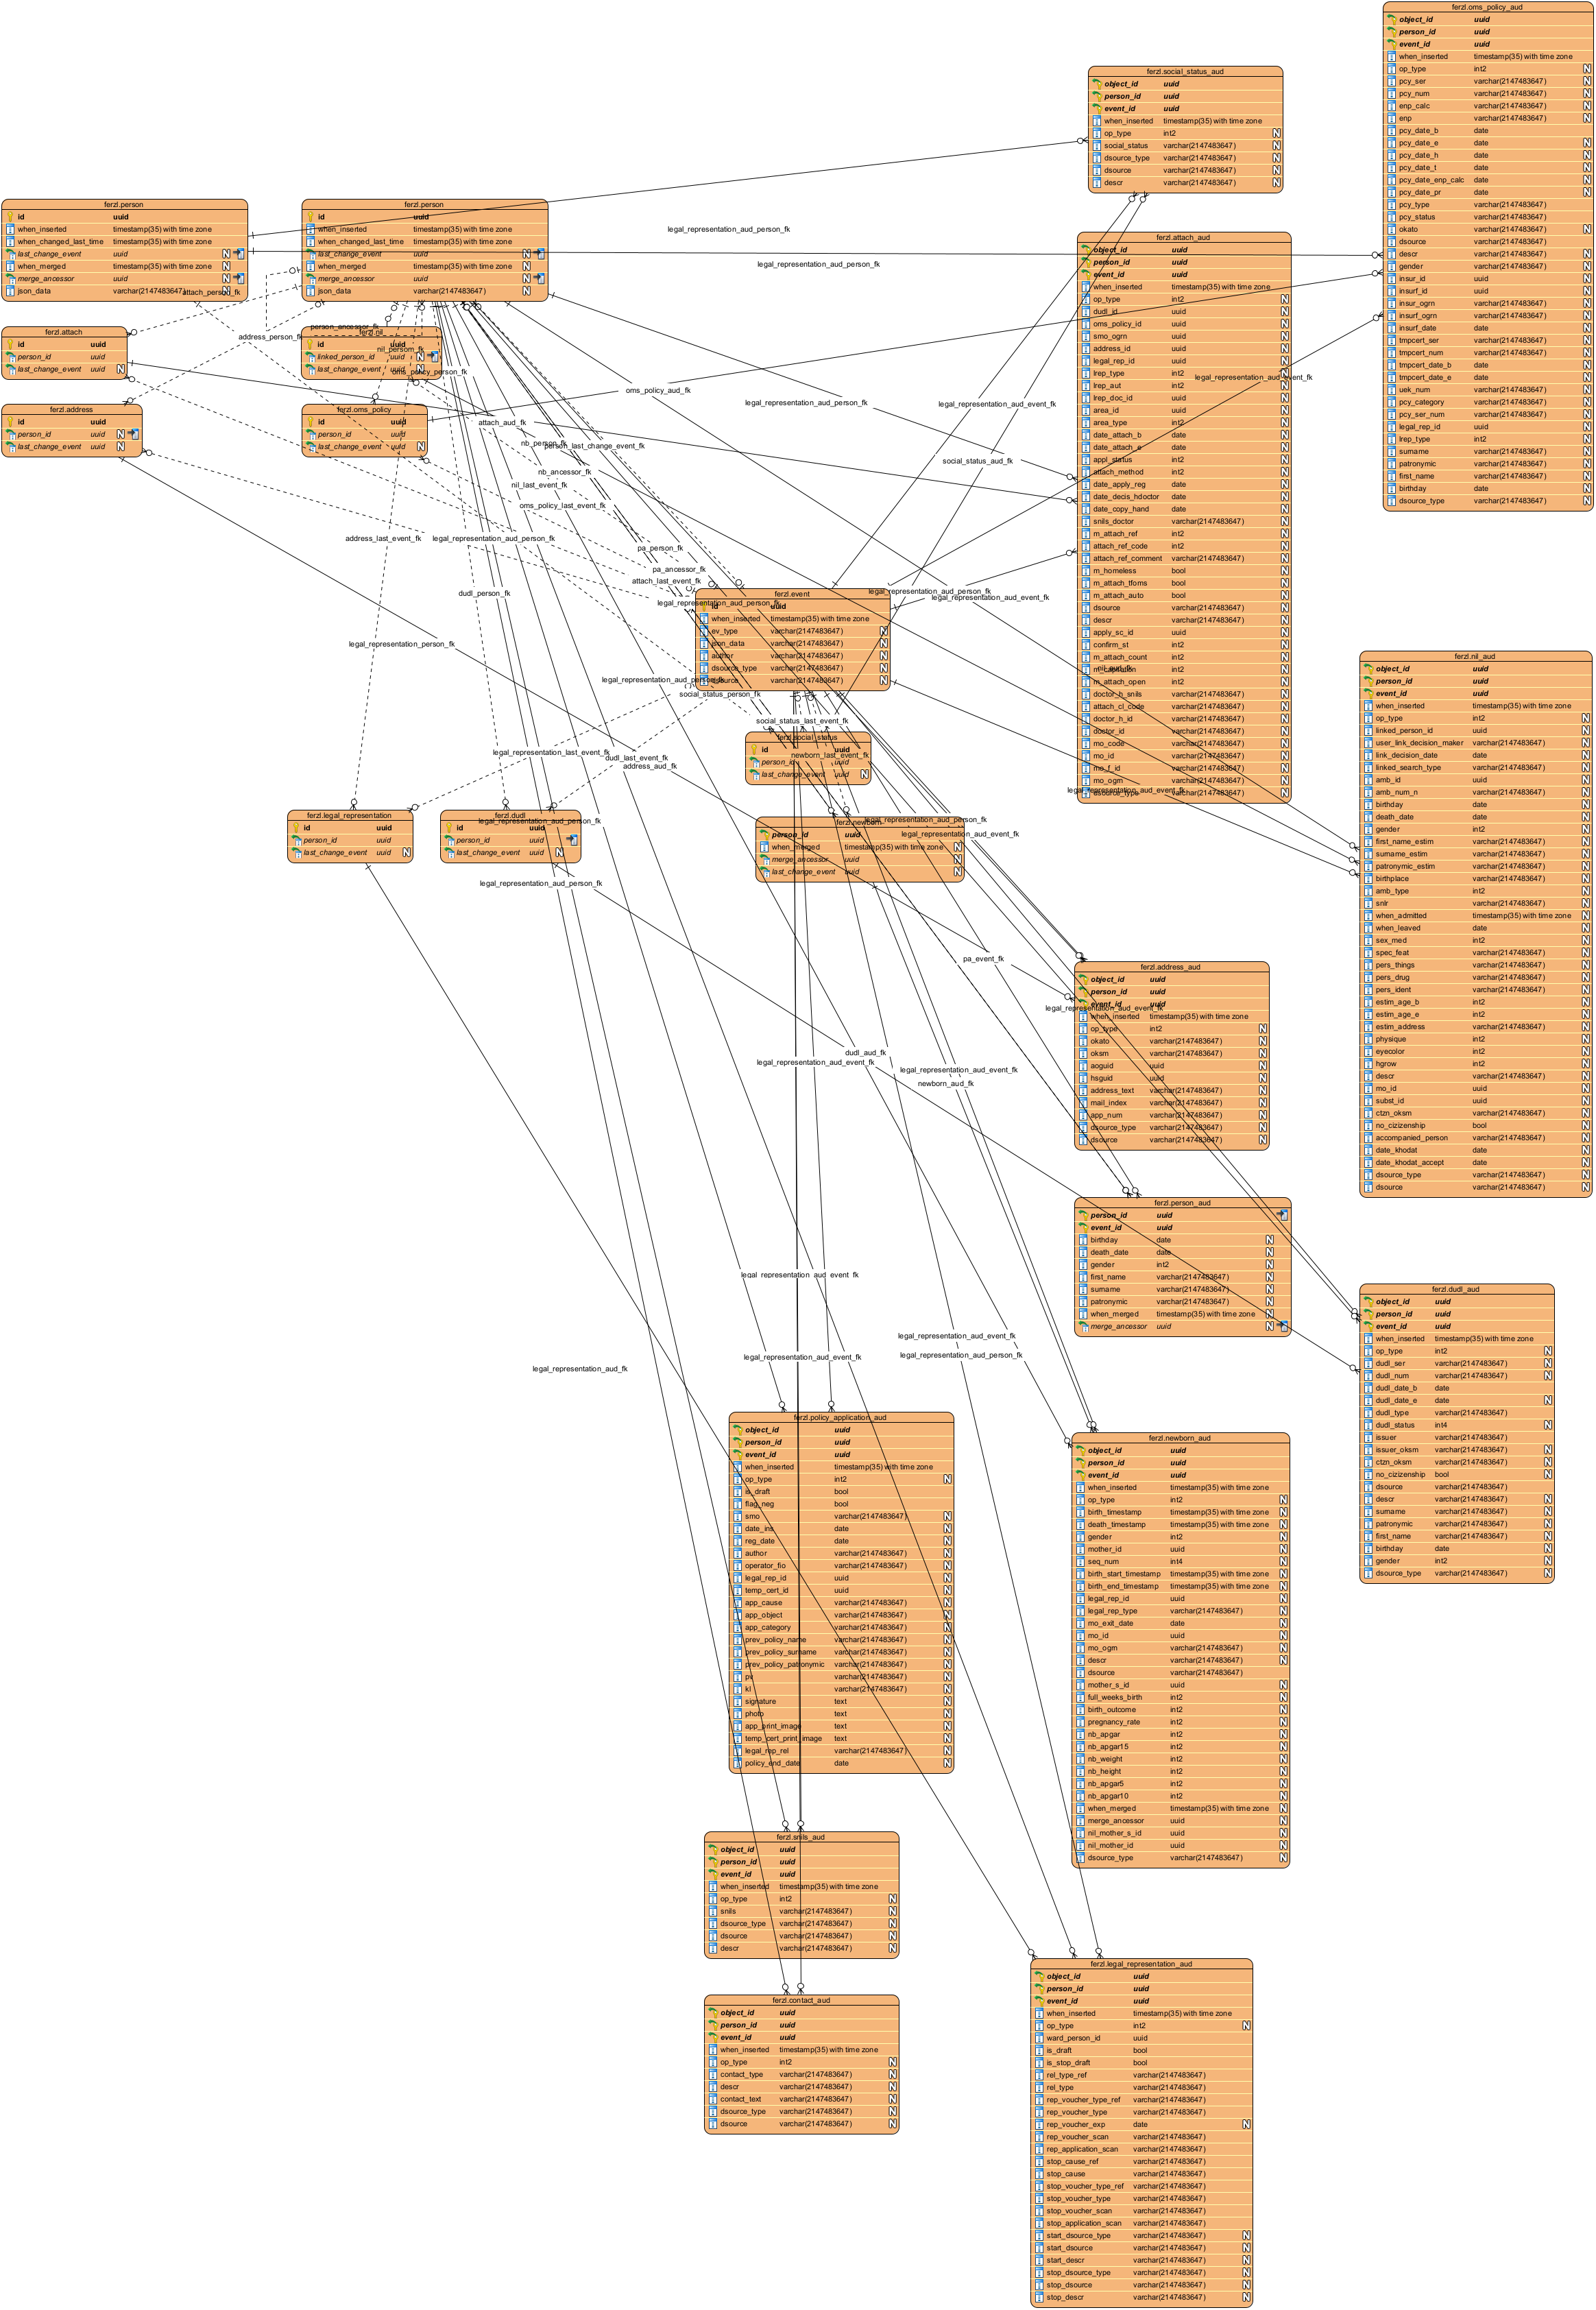 ferzl.oms_policy_aud
object_id uuid
person_id uuid
event_id uuid
when_inserted timestamp(35) with time zone
op_type int2 N
pcy_ser varchar(2147483647) N
pcy_num varchar(2147483647) N
enp_calc varchar(2147483647) N
enp varchar(2147483647) N
pcy_date_b date
pcy_date_e date N
pcy_date_h date N
pcy_date_t date N
pcy_date_enp_calc date N
pcy_date_pr date N
pcy_type varchar(2147483647)
pcy_status varchar(2147483647)
okato varchar(2147483647) N
dsource varchar(2147483647)
descr varchar(2147483647) N
gender varchar(2147483647) N
insur_id uuid
insurf_id uuid
insur_ogrn varchar(2147483647) N
insurf_ogrn varchar(2147483647) N
insurf_date date N
tmpcert_ser varchar(2147483647) N
tmpcert_num varchar(2147483647) N
tmpcert_date_b date N
tmpcert_date_e date N
uek_num varchar(2147483647) N
pcy_category varchar(2147483647) N
pcy_ser_num varchar(2147483647) N
legal_rep_id uuid N
lrep_type int2 N
surname varchar(2147483647) N
patronymic varchar(2147483647) N
first_name varchar(2147483647) N
birthday date N
dsource_type varchar(2147483647) N
ferzl.social_status_aud
object_id uuid
person_id uuid
event_id uuid
when_inserted timestamp(35) with time zone
op_type int2 N
social_status varchar(2147483647) N
dsource_type varchar(2147483647) N
dsource varchar(2147483647) N
descr varchar(2147483647) N
ferzl.person
id uuid
when_inserted timestamp(35) with time zone
when_changed_last_time timestamp(35) with time zone
last_change_event uuid N
when_merged timestamp(35) with time zone N
merge_ancessor uuid N
json_data varchar(2147483647) N
ferzl.person
id uuid
when_inserted timestamp(35) with time zone
when_changed_last_time timestamp(35) with time zone
last_change_event uuid N
when_merged timestamp(35) with time zone N
merge_ancessor uuid N
json_data varchar(2147483647) N
legal_representation_aud_person_fk
legal_representation_aud_person_fk
attach_person_fk
address_person_fk
person_ancessor_fk
nil_person_fk
oms_policy_person_fk
ferzl.attach
id uuid
person_id uuid
last_change_event uuid N
ferzl.nil
id uuid
linked_person_id uuid N
last_change_event uuid N
ferzl.address
id uuid
person_id uuid N
last_change_event uuid N
ferzl.oms_policy
id uuid
person_id uuid
last_change_event uuid N
ferzl.attach_aud
object_id uuid
person_id uuid
event_id uuid
when_inserted timestamp(35) with time zone
op_type int2 N
dudl_id uuid N
oms_policy_id uuid N
smo_ogrn uuid N
address_id uuid N
legal_rep_id uuid N
lrep_type int2 N
lrep_aut int2 N
lrep_doc_id uuid N
area_id uuid N
area_type int2 N
date_attach_b date N
date_attach_e date N
appl_status int2 N
attach_method int2 N
date_apply_reg date N
date_decis_hdoctor date N
date_copy_hand date N
snils_doctor varchar(2147483647) N
m_attach_ref int2 N
attach_ref_code int2 N
attach_ref_comment varchar(2147483647) N
m_homeless bool N
m_attach_tfoms bool N
m_attach_auto bool N
dsource varchar(2147483647) N
descr varchar(2147483647) N
apply_sc_id uuid N
confirm_st int2 N
m_attach_count int2 N
int2 N
m_attach_open int2 N
doctor_h_snils varchar(2147483647) N
attach_cl_code varchar(2147483647) N
doctor_h_id varchar(2147483647) N
doctor_id varchar(2147483647) N
mo_code varchar(2147483647) N
mo_id varchar(2147483647) N
mo_f_id varchar(2147483647) N
mo_ogrn varchar(2147483647) N
dsource_type varchar(2147483647) N
oms_policy_aud_fk
legal_representation_aud_person_fk
legal_representation_aud_event_fk
legal_representation_aud_event_fk
attach_aud_fk
nb_person_fk
person_last_change_event_fk
social_status_aud_fk
nb_ancessor_fk
nil_last_event_fk
oms_policy_last_event_fk
address_last_event_fk
legal_representation_aud_person_fk
pa_person_fk
pa_ancessor_fk
attach_last_event_fk
dudl_person_fk
legal_representation_aud_person_fk
legal_representation_aud_person_fk
legal_representation_aud_event_fk
legal_representation_person_fk
ferzl.event
id uuid
when_inserted timestamp(35) with time zone
ev_type varchar(2147483647) N
json_data varchar(2147483647) N
author varchar(2147483647) N
dsource_type varchar(2147483647) N
dsource varchar(2147483647) N
legal_representation_aud_person_fk
social_status_person_fk
social_status_last_event_fk
nil_aud_fk
legal_representation_last_event_fk
dudl_last_event_fk
address_aud_fk
newborn_last_event_fk
legal_representation_aud_event_fk
ferzl.social_status
id uuid
person_id uuid
last_change_event uuid N
ferzl.nil_aud
object_id uuid
person_id uuid
event_id uuid
when_inserted timestamp(35) with time zone
op_type int2 N
linked_person_id uuid N
user_link_decision_maker varchar(2147483647) N
link_decision_date date N
linked_search_type varchar(2147483647) N
amb_id uuid N
amb_num_n varchar(2147483647) N
birthday date N
death_date date N
gender int2 N
first_name_estim varchar(2147483647) N
surname_estim varchar(2147483647) N
patronymic_estim varchar(2147483647) N
birthplace varchar(2147483647) N
amb_type int2 N
snlr varchar(2147483647) N
when_admitted timestamp(35) with time zone N
when_leaved date N
sex_med int2 N
spec_feat varchar(2147483647) N
pers_things varchar(2147483647) N
pers_drug varchar(2147483647) N
pers_ident varchar(2147483647) N
estim_age_b int2 N
estim_age_e int2 N
estim_address varchar(2147483647) N
physique int2 N
eyecolor int2 N
hgrow int2 N
descr varchar(2147483647) N
mo_id uuid N
subst_id uuid N
ctzn_oksm varchar(2147483647) N
no_cizizenship bool N
accompanied_person varchar(2147483647) N
date_khodat date N
date_khodat_accept date N
dsource_type varchar(2147483647) N
dsource varchar(2147483647) N
ferzl.legal_representation
id uuid
person_id uuid
last_change_event uuid N
ferzl.dudl
id uuid
person_id uuid
last_change_event uuid N
legal_representation_aud_person_fk
ferzl.newborn
person_id uuid
when_merged timestamp(35) with time zone N
merge_ancessor uuid N
last_change_event uuid N
legal_representation_aud_person_fk
legal_representation_aud_event_fk
legal_representation_aud_person_fk
pa_event_fk
ferzl.address_aud
object_id uuid
person_id uuid
event_id uuid
legal_representation_aud_event_fk
when_inserted timestamp(35) with time zone
op_type int2 N
okato varchar(2147483647) N
oksm varchar(2147483647) N
aoguid uuid N
hsguid uuid N
address_text varchar(2147483647) N
mail_index varchar(2147483647) N
app_num varchar(2147483647) N
dsource_type varchar(2147483647) N
dsource varchar(2147483647) N
dudl_aud_fk
legal_representation_aud_event_fk
legal_representation_aud_event_fk
newborn_aud_fk
ferzl.person_aud
person_id uuid
event_id uuid
birthday date N
death_date date N
gender int2 N
first_name varchar(2147483647) N
surname varchar(2147483647) N
patronymic varchar(2147483647) N
when_merged timestamp(35) with time zone N
merge_ancessor uuid N
legal_representation_aud_event_fk
legal_representation_aud_event_fk
legal_representation_aud_event_fk
legal_representation_aud_person_fk
legal_representation_aud_fk
ferzl.dudl_aud
object_id uuid
person_id uuid
event_id uuid
when_inserted timestamp(35) with time zone
op_type int2 N
dudl_ser varchar(2147483647) N
dudl_num varchar(2147483647) N
dudl_date_b date
dudl_date_e date N
dudl_type varchar(2147483647)
dudl_status int4 N
issuer varchar(2147483647)
issuer_oksm varchar(2147483647) N
ctzn_oksm varchar(2147483647) N
no_cizizenship bool N
dsource varchar(2147483647)
descr varchar(2147483647) N
surname varchar(2147483647) N
patronymic varchar(2147483647) N
first_name varchar(2147483647) N
birthday date N
gender int2 N
dsource_type varchar(2147483647) N
ferzl.policy_application_aud
object_id uuid
person_id uuid
event_id uuid
when_inserted timestamp(35) with time zone
op_type int2 N
is_draft bool
flag_neg bool
smo varchar(2147483647) N
date_ins date N
reg_date date N
author varchar(2147483647) N
operator_fio varchar(2147483647) N
legal_rep_id uuid N
temp_cert_id uuid N
app_cause varchar(2147483647) N
app_object varchar(2147483647) N
app_category varchar(2147483647) N
prev_policy_name varchar(2147483647) N
prev_policy_surname varchar(2147483647) N
prev_policy_patronymic varchar(2147483647) N
pv varchar(2147483647) N
kl varchar(2147483647) N
signature text N
photo text N
app_print_image text N
temp_cert_print_image text N
legal_rep_rel varchar(2147483647) N
policy_end_date date N
ferzl.newborn_aud
object_id uuid
person_id uuid
event_id uuid
when_inserted timestamp(35) with time zone
op_type int2 N
birth_timestamp timestamp(35) with time zone N
death_timestamp timestamp(35) with time zone N
gender int2 N
mother_id uuid N
seq_num int4 N
birth_start_timestamp timestamp(35) with time zone N
birth_end_timestamp timestamp(35) with time zone N
legal_rep_id uuid N
legal_rep_type varchar(2147483647) N
mo_exit_date date N
mo_id uuid N
mo_ogrn varchar(2147483647) N
descr varchar(2147483647) N
dsource varchar(2147483647)
mother_s_id uuid N
full_weeks_birth int2 N
birth_outcome int2 N
pregnancy_rate int2 N
nb_apgar int2 N
nb_apgar15 int2 N
nb_weight int2 N
nb_height int2 N
nb_apgar5 int2 N
nb_apgar10 int2 N
when_merged timestamp(35) with time zone N
merge_ancessor uuid N
nil_mother_s_id uuid N
nil_mother_id uuid N
dsource_type varchar(2147483647) N
ferzl.snils_aud
object_id uuid
person_id uuid
event_id uuid
when_inserted timestamp(35) with time zone
op_type int2 N
snils varchar(2147483647) N
dsource_type varchar(2147483647) N
dsource varchar(2147483647) N
descr varchar(2147483647) N
ferzl.contact_aud
object_id uuid
person_id uuid
event_id uuid
when_inserted timestamp(35) with time zone
op_type int2 N
contact_type varchar(2147483647) N
descr varchar(2147483647) N
contact_text varchar(2147483647) N
dsource_type varchar(2147483647) N
dsource varchar(2147483647) N
ferzl.legal_representation_aud
object_id uuid
person_id uuid
event_id uuid
when_inserted timestamp(35) with time zone
op_type int2 N
ward_person_id uuid
is_draft bool
is_stop_draft bool
rel_type_ref varchar(2147483647)
rel_type varchar(2147483647)
rep_voucher_type_ref varchar(2147483647)
rep_voucher_type varchar(2147483647)
rep_voucher_exp date N
rep_voucher_scan varchar(2147483647)
rep_application_scan varchar(2147483647)
stop_cause_ref varchar(2147483647)
stop_cause varchar(2147483647)
stop_voucher_type_ref varchar(2147483647)
stop_voucher_type varchar(2147483647)
stop_voucher_scan varchar(2147483647)
stop_application_scan varchar(2147483647)
start_dsource_type varchar(2147483647) N
start_dsource varchar(2147483647) N
start_descr varchar(2147483647) N
stop_dsource_type varchar(2147483647) N
stop_dsource varchar(2147483647) N
stop_descr varchar(2147483647) N